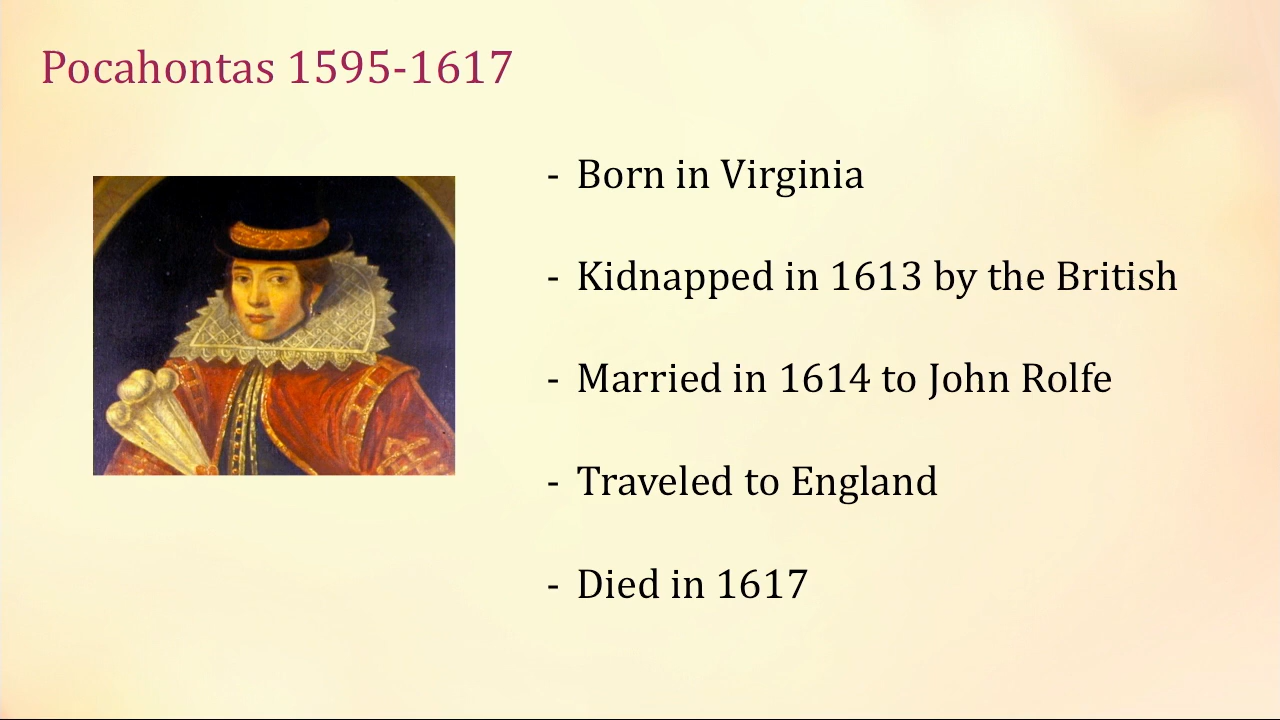 Pocahontas 1595-1617
- Born in Virginia
- Kidnapped in 1613 by the British
- Married in 1614 to John Rolfe
- Traveled to England
- Died in 1617